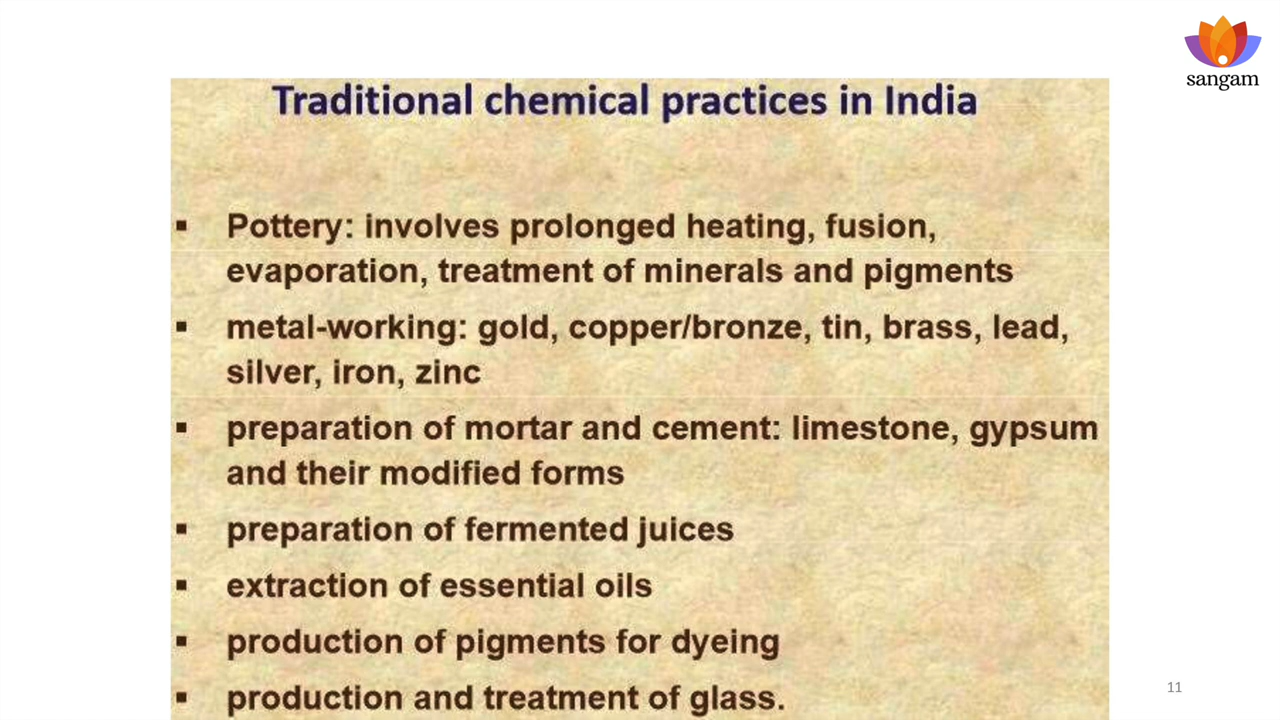 sangam
Traditional chemical practices in India
▪ Pottery: involves prolonged heating, fusion,
evaporation, treatment of minerals and pigments
▪ metal-working: gold, copper/bronze, tin, brass, lead,
silver, iron, zinc
▪ preparation of mortar and cement: limestone, gypsum
and their modified forms
▪ preparation of fermented juices
▪ extraction of essential oils
▪ production of pigments for dyeing
▪ production and treatment of glass.
11